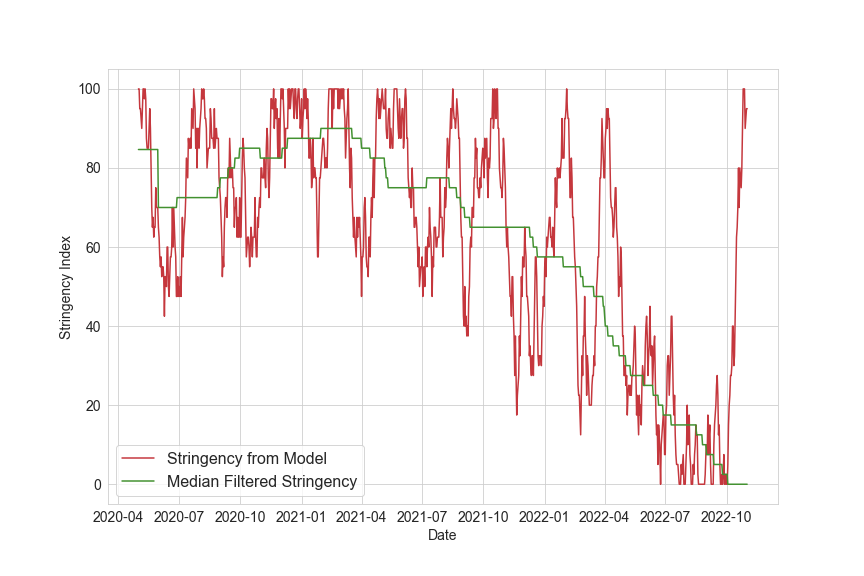 100
80
60
40
20
0
Stringency Index
Stringency from Model
Median Filtered Stringency
2020-04 2020-07 2020-10 2021-01 2021-04 2021-07 2021-10 2022-01 2022-04 2022-07 2022-10
Date